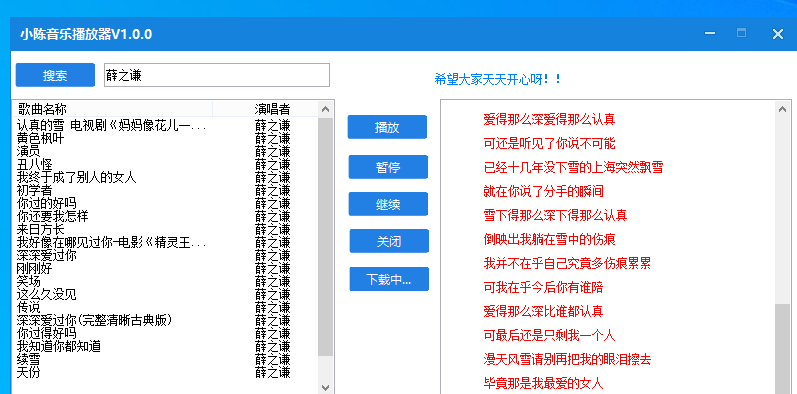 小陈音乐播放器V1.0.0
搜索 薛之谦
希望大家天天开心呀！！
歌曲名称 演唱者
认真的雪 电视剧《妈妈像花儿一... 薛之谦
黄色枫叶 薛之谦
演员 薛之谦
丑八怪 薛之谦
我终于成了别人的女人 薛之谦
初学者 薛之谦
你过的好吗 薛之谦
你还要我怎样 薛之谦
来日方长 薛之谦
我好像在哪见过你-电影《精灵王... 薛之谦
深深爱过你 薛之谦
刚刚好 薛之谦
笑场 薛之谦
这么久没见 薛之谦
传说 薛之谦
深深爱过你(完整清晰古典版) 薛之谦
你过得好吗 薛之谦
我知道你都知道 薛之谦
续雪 薛之谦
天份 薛之谦
播放
暂停
继续
关闭
下载中...
爱得那么深爱得那么认真
可还是听见了你说不可能
已经十几年没下雪的上海突然飘雪
就在你说了分手的瞬间
雪下得那么深下得那么认真
倒映出我躺在雪中的伤痕
我并不在乎自己究竟多伤痕累累
可我在乎今后你有谁陪
爱得那么深比谁都认真
可最后还是只剩我一个人
漫天风雪请别再把我的眼泪擦去
毕竟那是我最爱的女人